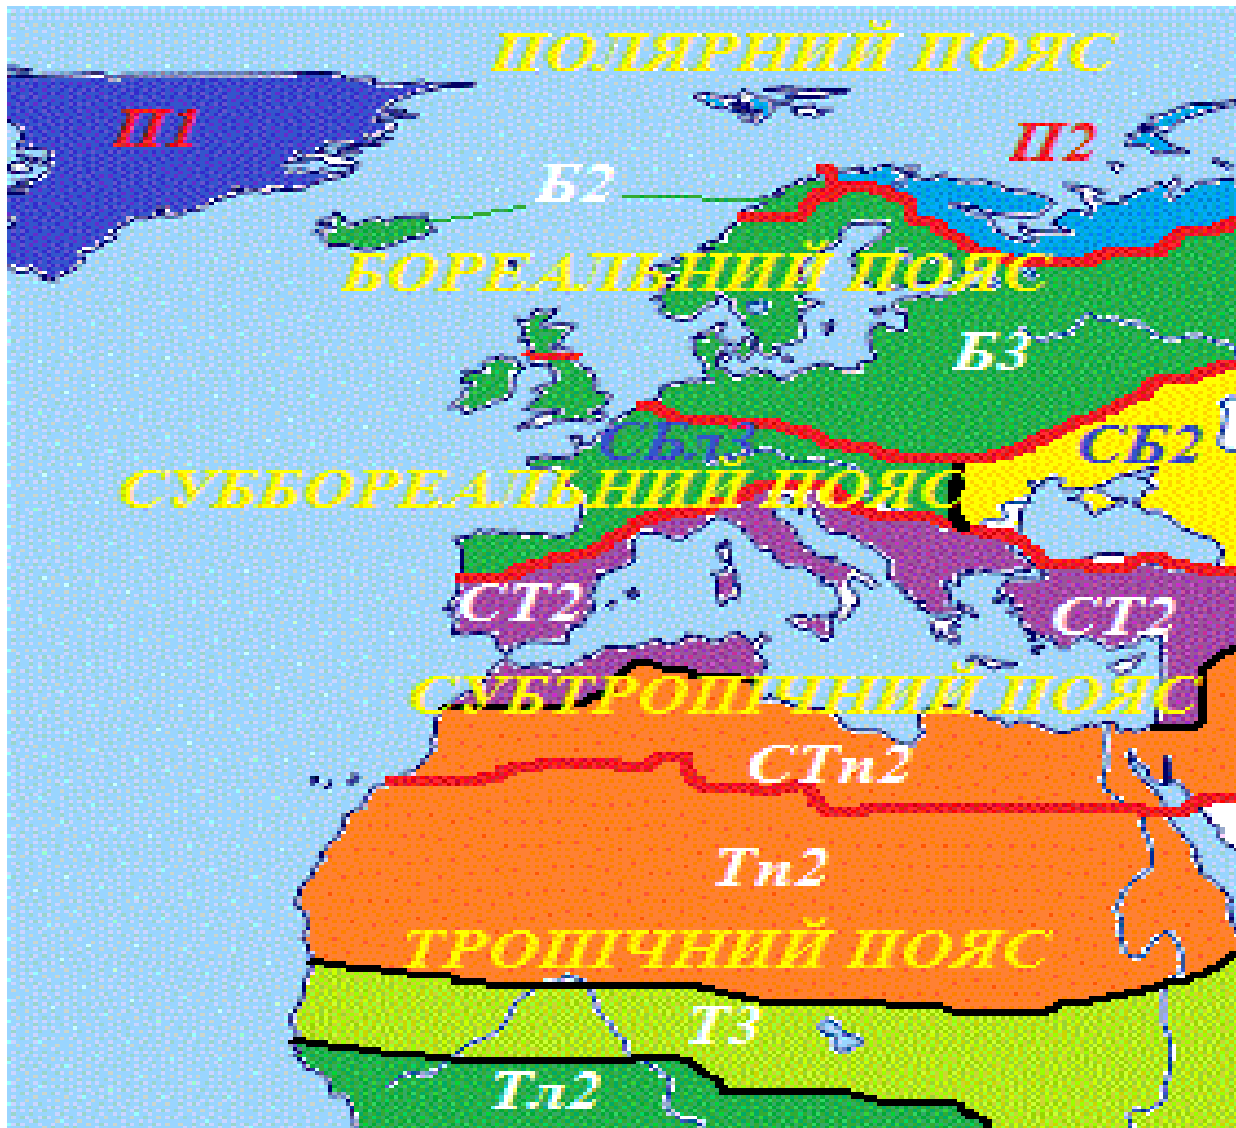 ПОЛЯРНИЙ ПОЯС
П1
П2
Б2
БОРЕАЛЬНИЙ ПОЯС
Б3
СБл3
СБ2
СУББОРЕАЛЬНИЙ ПОЯС
СТ2
СТ2
СУБТРОПІЧНИЙ ПОЯС
СТп2
Тп2
ТРОПІЧНИЙ ПОЯС
Т3
Тл2